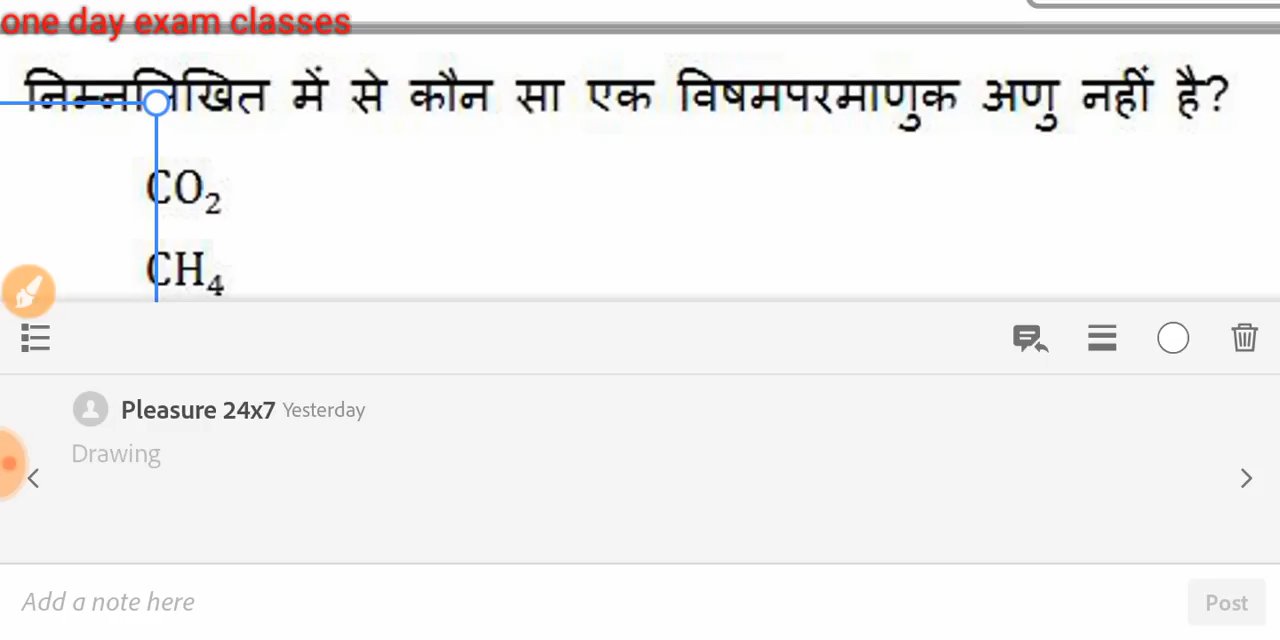 one day exam classes
निम्नलिखित में से कौन सा एक विषमपरमाणुक अणु नहीं है?
CO₂
CH₄
Pleasure 24x7 Yesterday
Drawing
Add a note here
Post